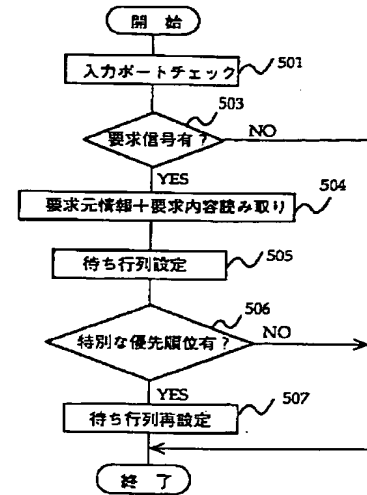 開始
501
入力ポートチェック
503
要求信号有?
NO
YES
504
要求元情報+要求内容読み取り
505
待ち行列設定
506
特別な優先順位有?
NO
YES
507
待ち行列再設定
終了